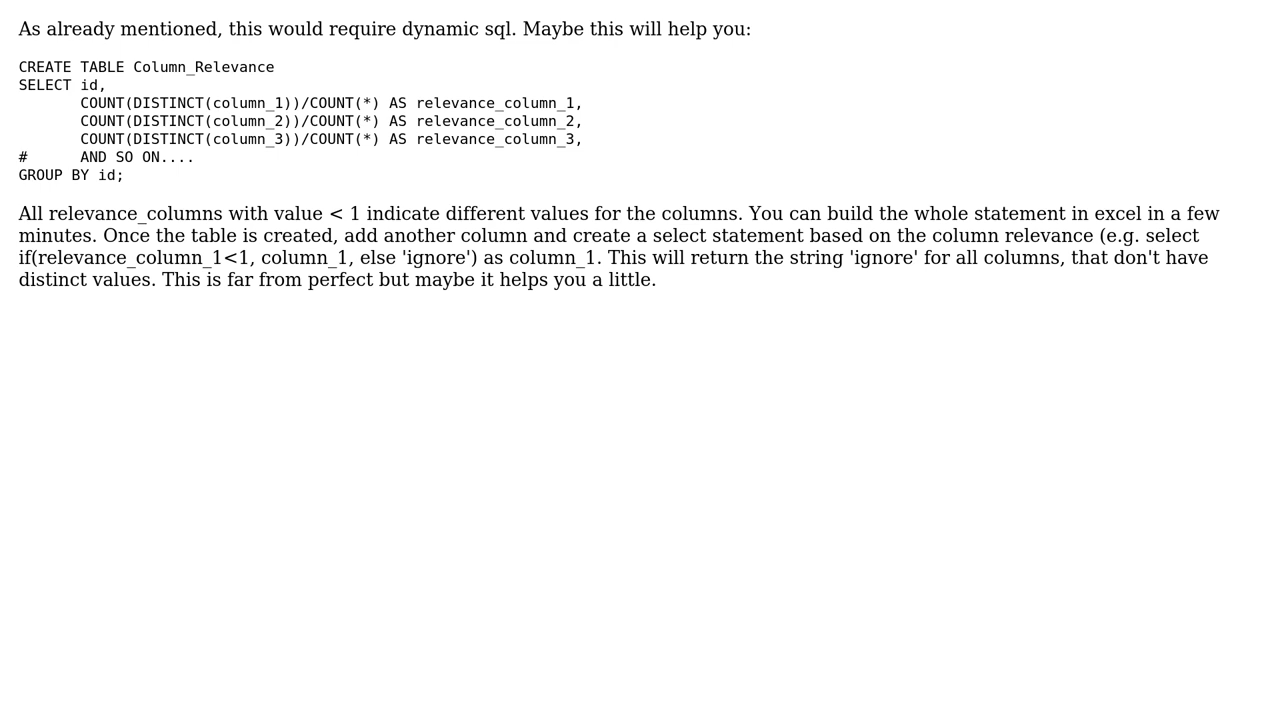 As already mentioned, this would require dynamic sql. Maybe this will help you:
CREATE TABLE Column_Relevance
SELECT id,
       COUNT(DISTINCT(column_1))/COUNT(*) AS relevance_column_1,
       COUNT(DISTINCT(column_2))/COUNT(*) AS relevance_column_2,
       COUNT(DISTINCT(column_3))/COUNT(*) AS relevance_column_3,
#      AND SO ON....
GROUP BY id;
All relevance_columns with value < 1 indicate different values for the columns. You can build the whole statement in excel in a few
minutes. Once the table is created, add another column and create a select statement based on the column relevance (e.g. select
if(relevance_column_1<1, column_1, else 'ignore') as column_1. This will return the string 'ignore' for all columns, that don't have
distinct values. This is far from perfect but maybe it helps you a little.